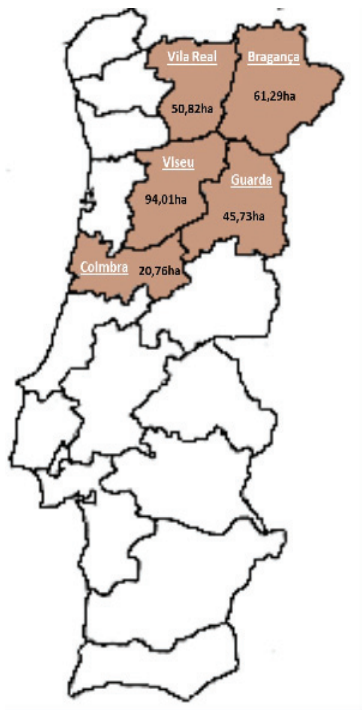 Vila Real
50,82ha
Bragança
61,29ha
Viseu
94,01ha
Guarda
45,73ha
Coimbra
20,76ha